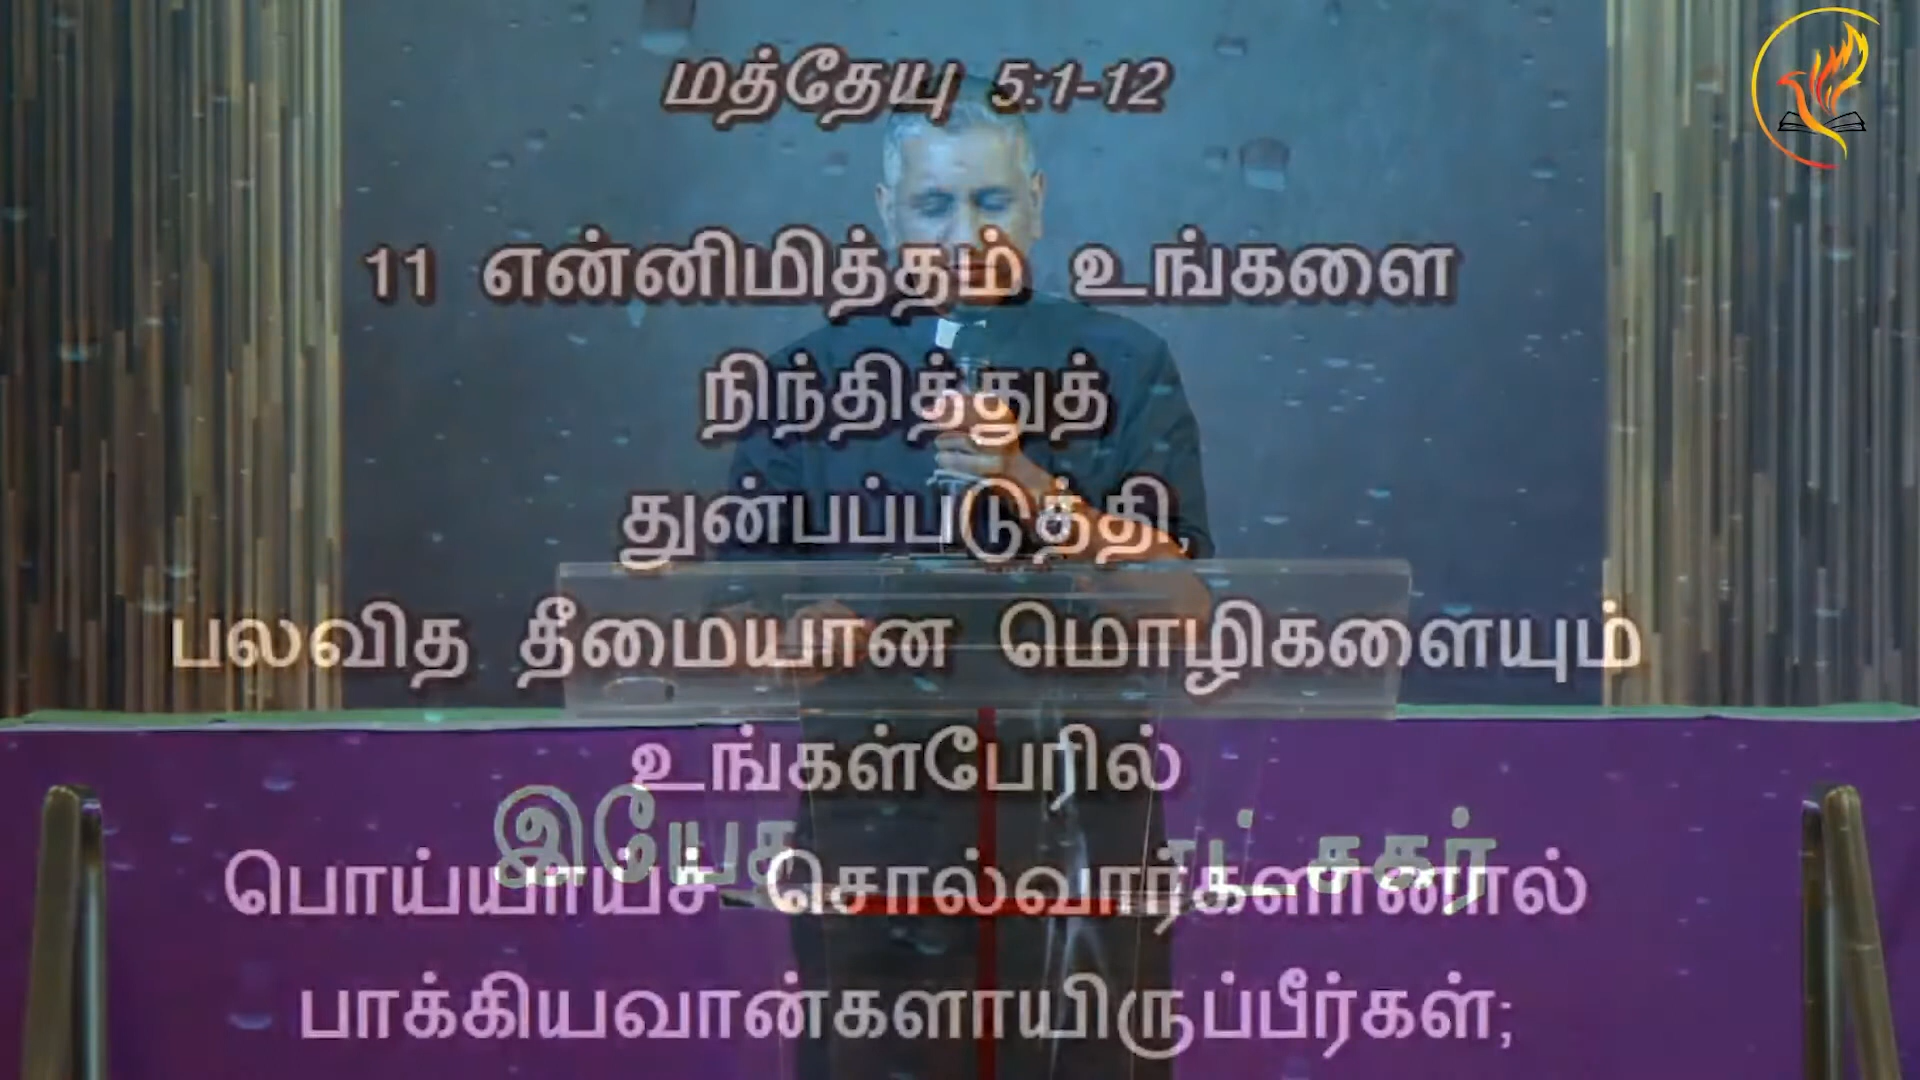 மத்தேயு 5:1-12
11 என்னிமித்தம் உங்களை
நிந்தித்துத்
துன்பப்படுத்தி,
பலவித தீமையான மொழிகளையும்
உங்கள்பேரில்
பொய்யாய்ச் சொல்வார்களானால்
பாக்கியவான்களாயிருப்பீர்கள்;